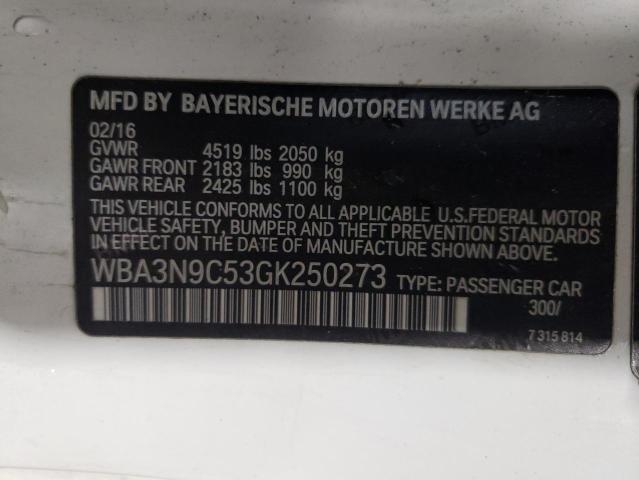 MFD BY BAYERISCHE MOTOREN WERKE AG
02/16
GVWR 4519 lbs 2050 kg
GAWR FRONT 2183 lbs 990 kg
GAWR REAR 2425 lbs 1100 kg
THIS VEHICLE CONFORMS TO ALL APPLICABLE U.S.FEDERAL MOTOR
VEHICLE SAFETY, BUMPER AND THEFT PREVENTION STANDARDS
IN EFFECT ON THE DATE OF MANUFACTURE SHOWN ABOVE.
WBA3N9C53GK250273 TYPE: PASSENGER CAR
300/
7 315 814